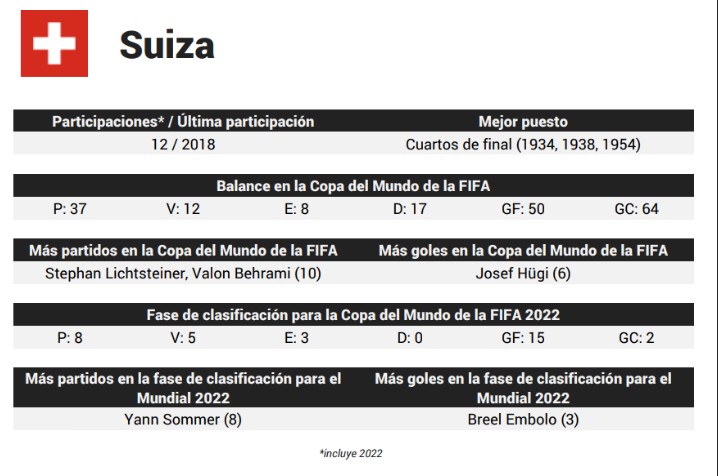 Suiza
Participaciones* / Última participación
Mejor puesto
12 / 2018
Cuartos de final (1934, 1938, 1954)
Balance en la Copa del Mundo de la FIFA
P: 37 V: 12 E: 8 D: 17 GF: 50 GC: 64
Más partidos en la Copa del Mundo de la FIFA
Más goles en la Copa del Mundo de la FIFA
Stephan Lichtsteiner, Valon Behrami (10)
Josef Hügi (6)
Fase de clasificación para la Copa del Mundo de la FIFA 2022
P: 8 V: 5 E: 3 D: 0 GF: 15 GC: 2
Más partidos en la fase de clasificación para el
Mundial 2022
Más goles en la fase de clasificación para el
Mundial 2022
Yann Sommer (8)
Breel Embolo (3)
*incluye 2022